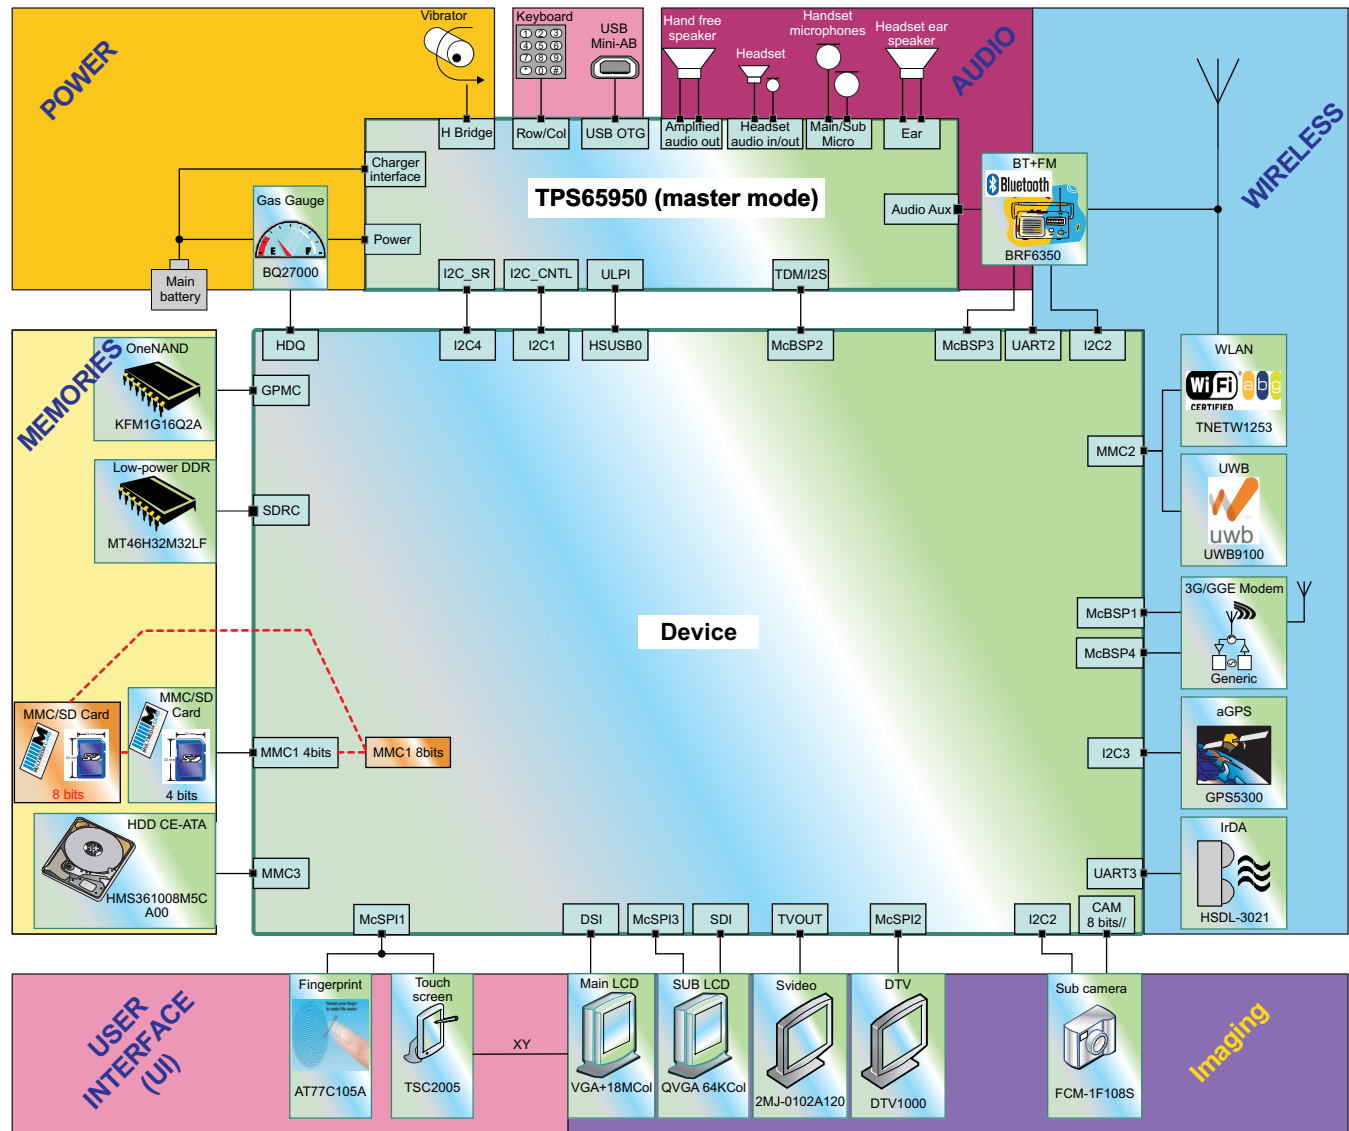 POWER
Vibrator
Keyboard
USB
Mini-AB
Hand free
speaker
Headset
Handset
microphones
Headset ear
speaker
AUDIO
WIRELESS
H Bridge
Row/Col
USB OTG
Amplified
audio out
Headset
audio in/out
Main/Sub
Micro
Ear
Charger
interface
TPS65950 (master mode)
Audio Aux
BT+FM
Bluetooth
BRF6350
Gas Gauge
E F
BQ27000
Power
Main
battery
I2C_SR
I2C_CNTL
ULPI
TDM/I2S
HDQ
I2C4
I2C1
HSUSB0
McBSP2
McBSP3
UART2
I2C2
MEMORIES
OneNAND
KFM1G16Q2A
GPMC
Low-power DDR
MT46H32M32LF
SDRC
WLAN
Wi Fi
abg
CERTIFIED
TNETW1253
MMC2
UWB
uwb
UWB9100
Device
McBSP1
McBSP4
3G/GGE Modem
Generic
MMC/SD Card
8 bits
MMC/SD
Card
4 bits
MMC1 4bits
MMC1 8bits
I2C3
aGPS
GPS5300
HDD CE-ATA
HMS361008M5C
A00
MMC3
UART3
IrDA
HSDL-3021
McSPI1
DSI
McSPI3
SDI
TVOUT
McSPI2
I2C2
CAM
8 bits//
USER
INTERFACE
(UI)
Fingerprint
AT77C105A
Touch
screen
TSC2005
XY
Main LCD
VGA+18MCol
SUB LCD
QVGA 64KCol
Svideo
2MJ-0102A120
DTV
DTV1000
Sub camera
FCM-1F108S
Imaging